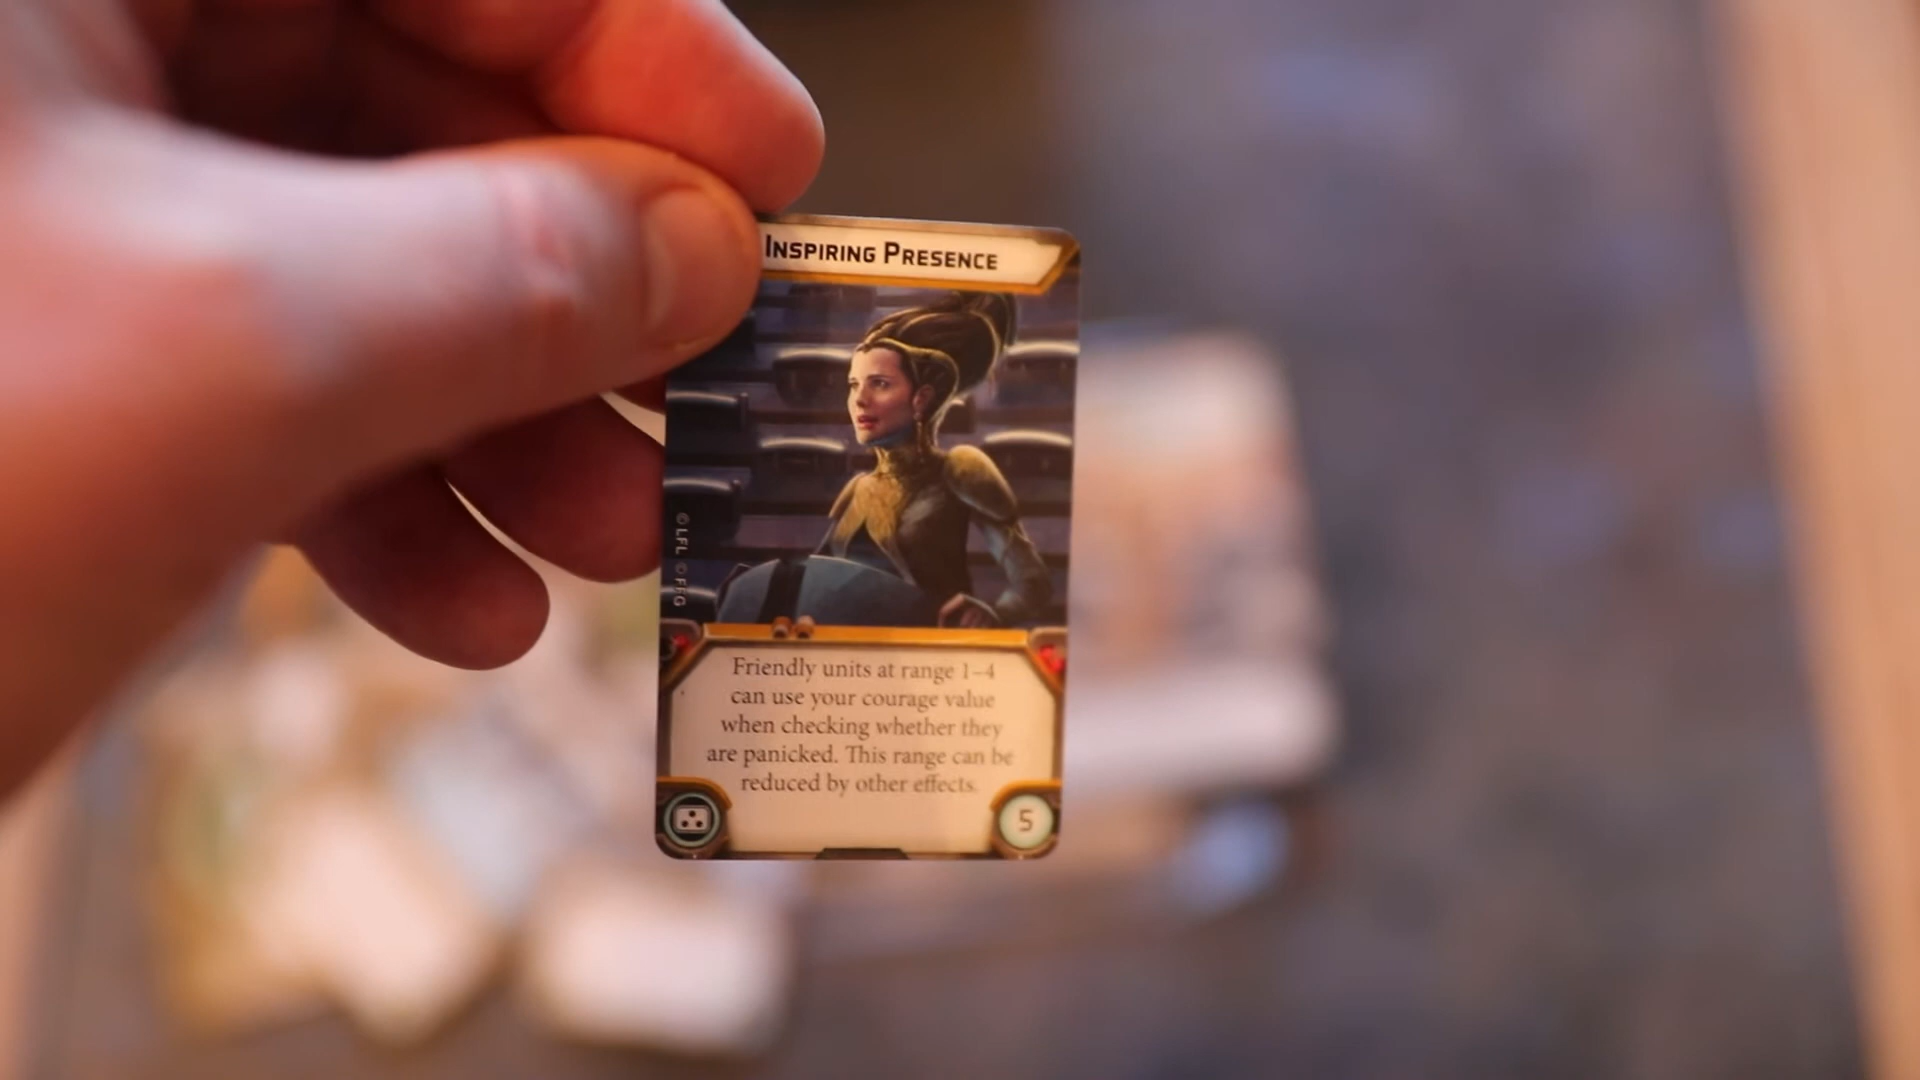 INSPIRING PRESENCE
©LFL ©FFG
Friendly units at range 1–4
can use your courage value
when checking whether they
are panicked. This range can be
reduced by other effects.
5